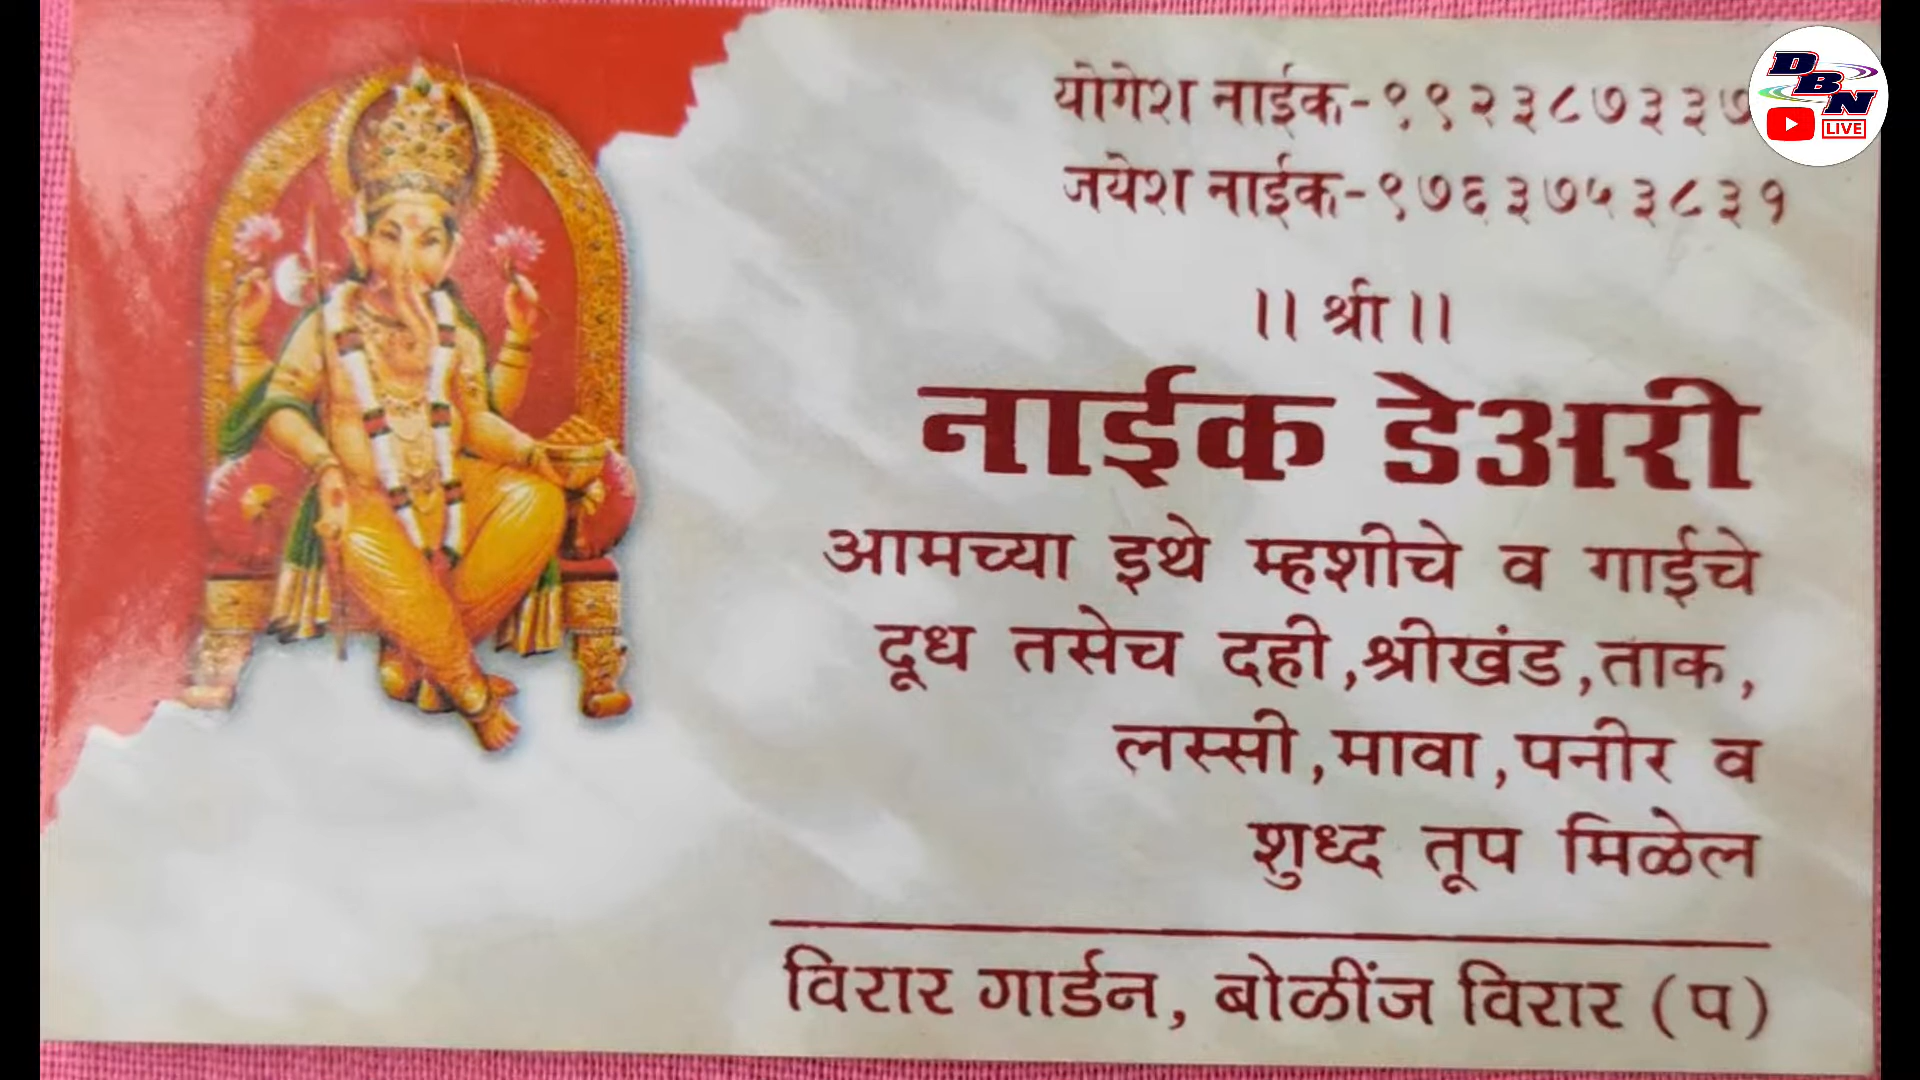 योगेश नाईक-९९२३८७३३७
जयेश नाईक-९७६३७५३८३१
DBN
LIVE
।। श्री ।।
नाईक डेअरी
आमच्या इथे म्हशीचे व गाईचे
दूध तसेच दही,श्रीखंड,ताक,
लस्सी,मावा,पनीर व
शुध्द तूप मिळेल
विरार गार्डन, बोळींज विरार (प)